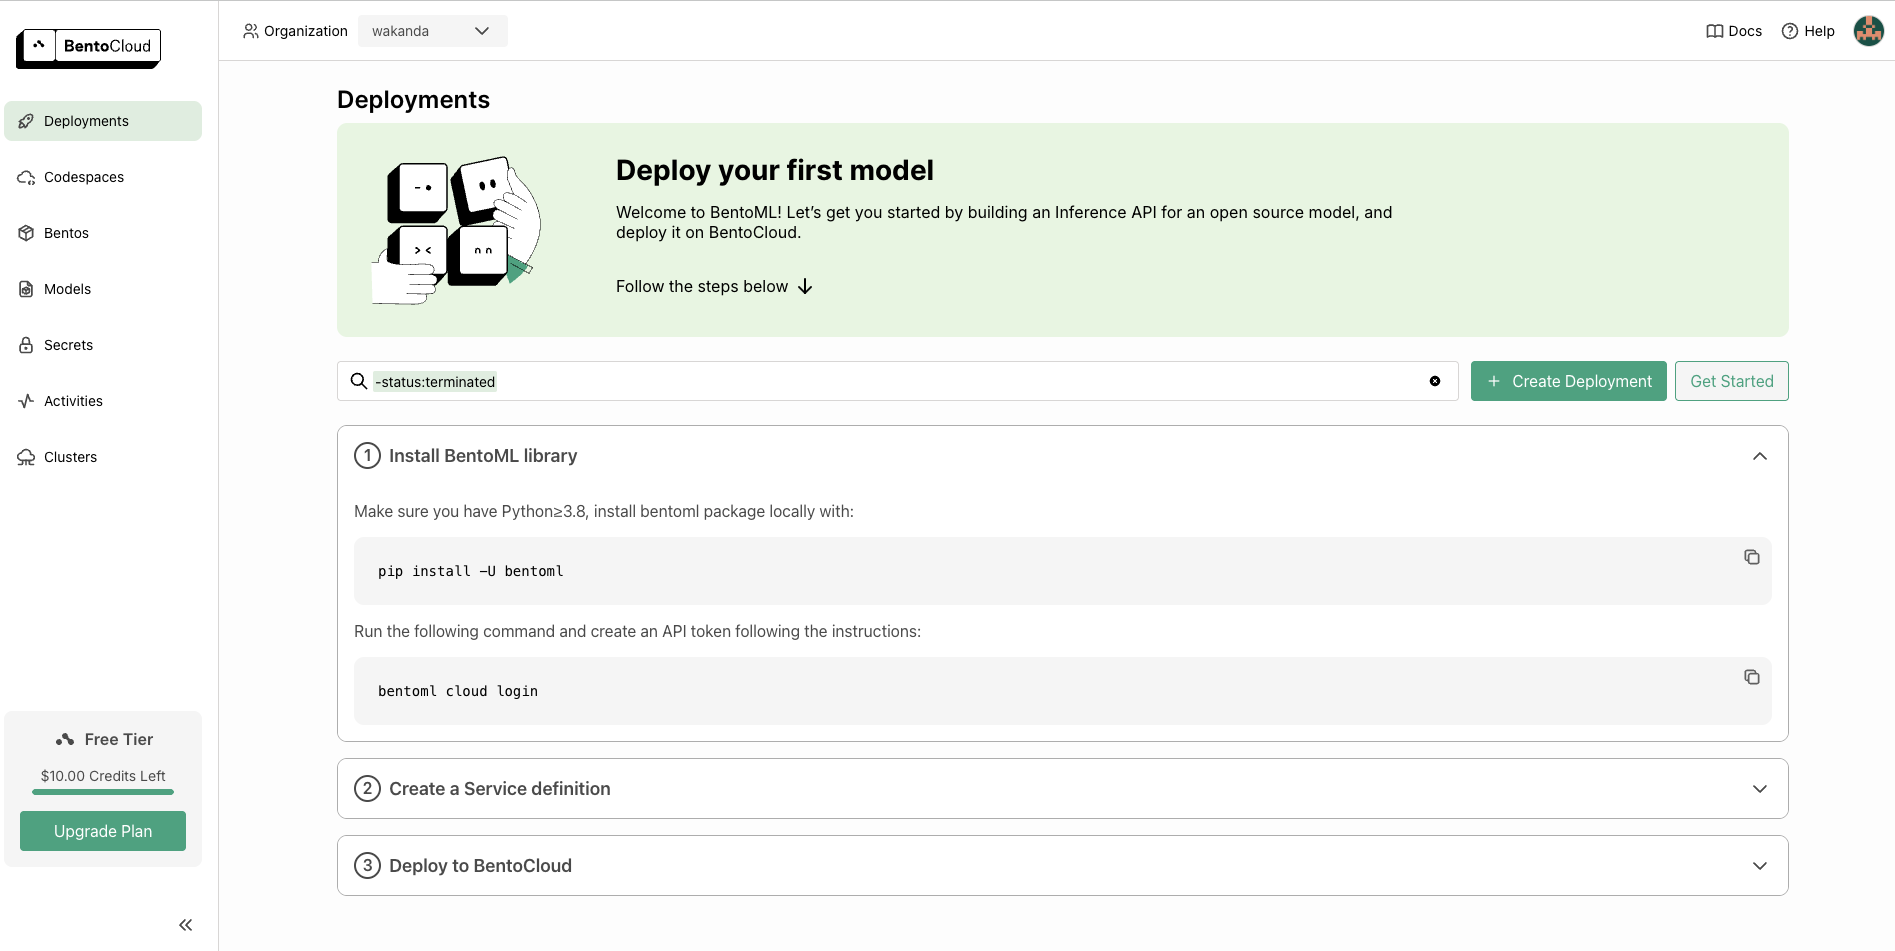 BentoCloud
Organization
wakanda
Docs
Help
Deployments
Codespaces
Bentos
Models
Secrets
Activities
Clusters
Free Tier
$10.00 Credits Left
Upgrade Plan
Deployments
Deploy your first model
Welcome to BentoML! Let’s get you started by building an Inference API for an open source model, and
deploy it on BentoCloud.
Follow the steps below
-status:terminated
Create Deployment
Get Started
1 Install BentoML library
Make sure you have Python≥3.8, install bentoml package locally with:
pip install -U bentoml
Run the following command and create an API token following the instructions:
bentoml cloud login
2 Create a Service definition
3 Deploy to BentoCloud